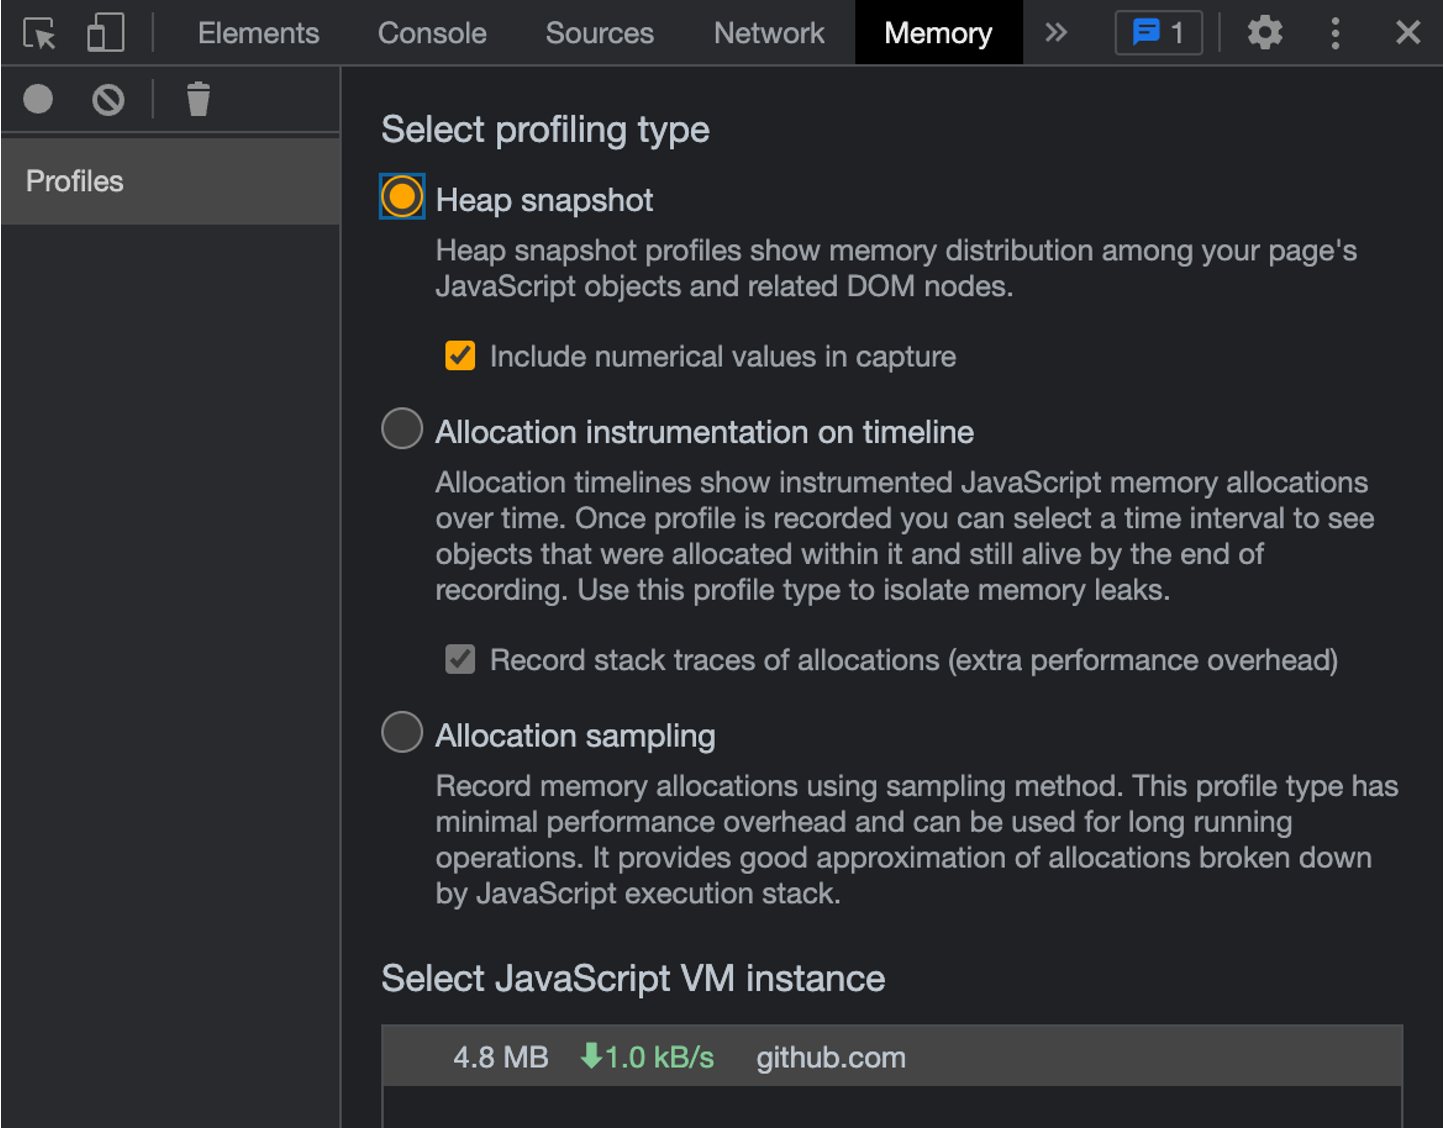 Elements Console Sources Network Memory 1
Profiles
Select profiling type
Heap snapshot
Heap snapshot profiles show memory distribution among your page's
JavaScript objects and related DOM nodes.
Include numerical values in capture
Allocation instrumentation on timeline
Allocation timelines show instrumented JavaScript memory allocations
over time. Once profile is recorded you can select a time interval to see
objects that were allocated within it and still alive by the end of
recording. Use this profile type to isolate memory leaks.
Record stack traces of allocations (extra performance overhead)
Allocation sampling
Record memory allocations using sampling method. This profile type has
minimal performance overhead and can be used for long running
operations. It provides good approximation of allocations broken down
by JavaScript execution stack.
Select JavaScript VM instance
4.8 MB 1.0 kB/s github.com